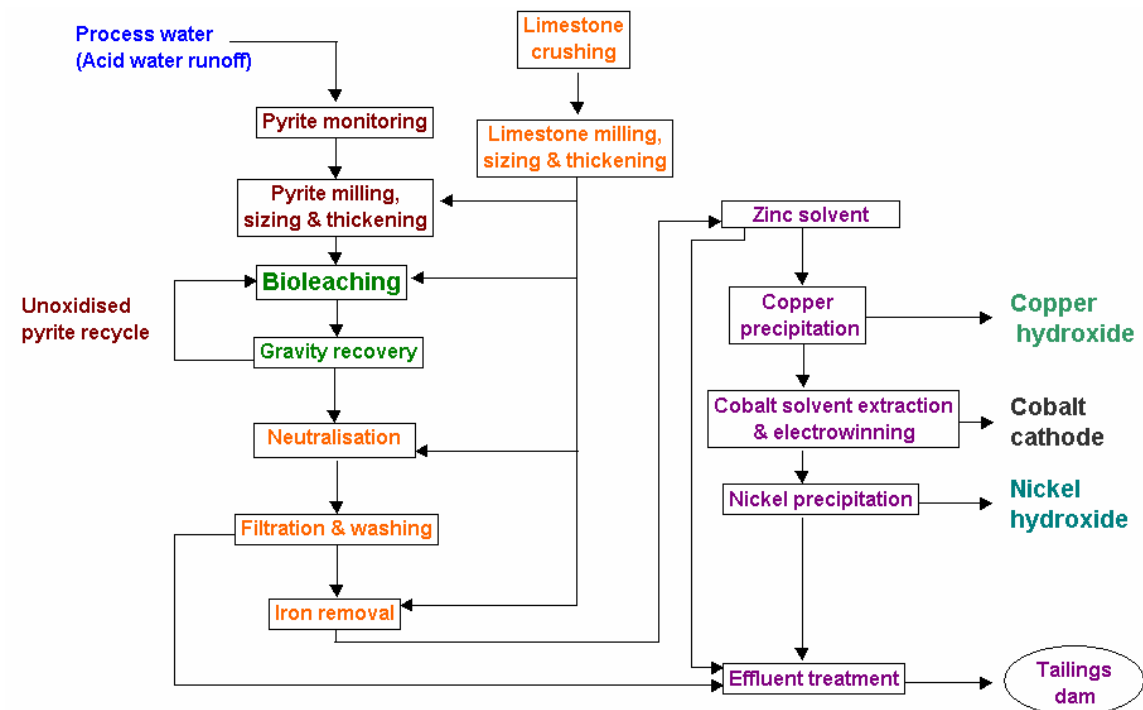 Process water
(Acid water runoff)
Limestone
crushing
Pyrite monitoring
Limestone milling,
sizing & thickening
Pyrite milling,
sizing & thickening
Zinc solvent
Bioleaching
Unoxidised
pyrite recycle
Copper
precipitation
Copper
hydroxide
Gravity recovery
Cobalt solvent extraction
& electrowinning
Cobalt
cathode
Neutralisation
Nickel precipitation
Nickel
hydroxide
Filtration & washing
Iron removal
Effluent treatment
Tailings
dam